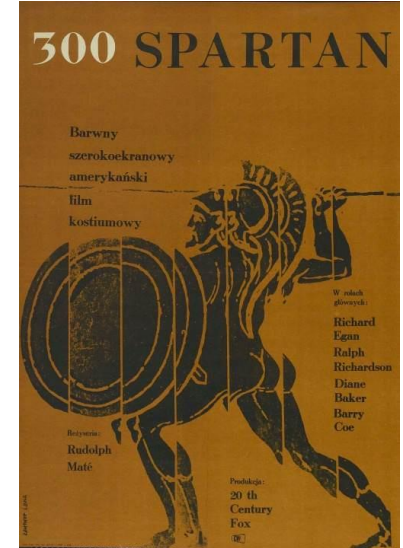 300 SPARTAN
Barwny
szerokoekranowy
amerykański
film
kostiumowy
W rolach
głównych:
Richard
Egan
Ralph
Richardson
Diane
Baker
Barry
Coe
Reżyseria:
Rudolph
Maté
Produkcja:
20 th
Century
Fox